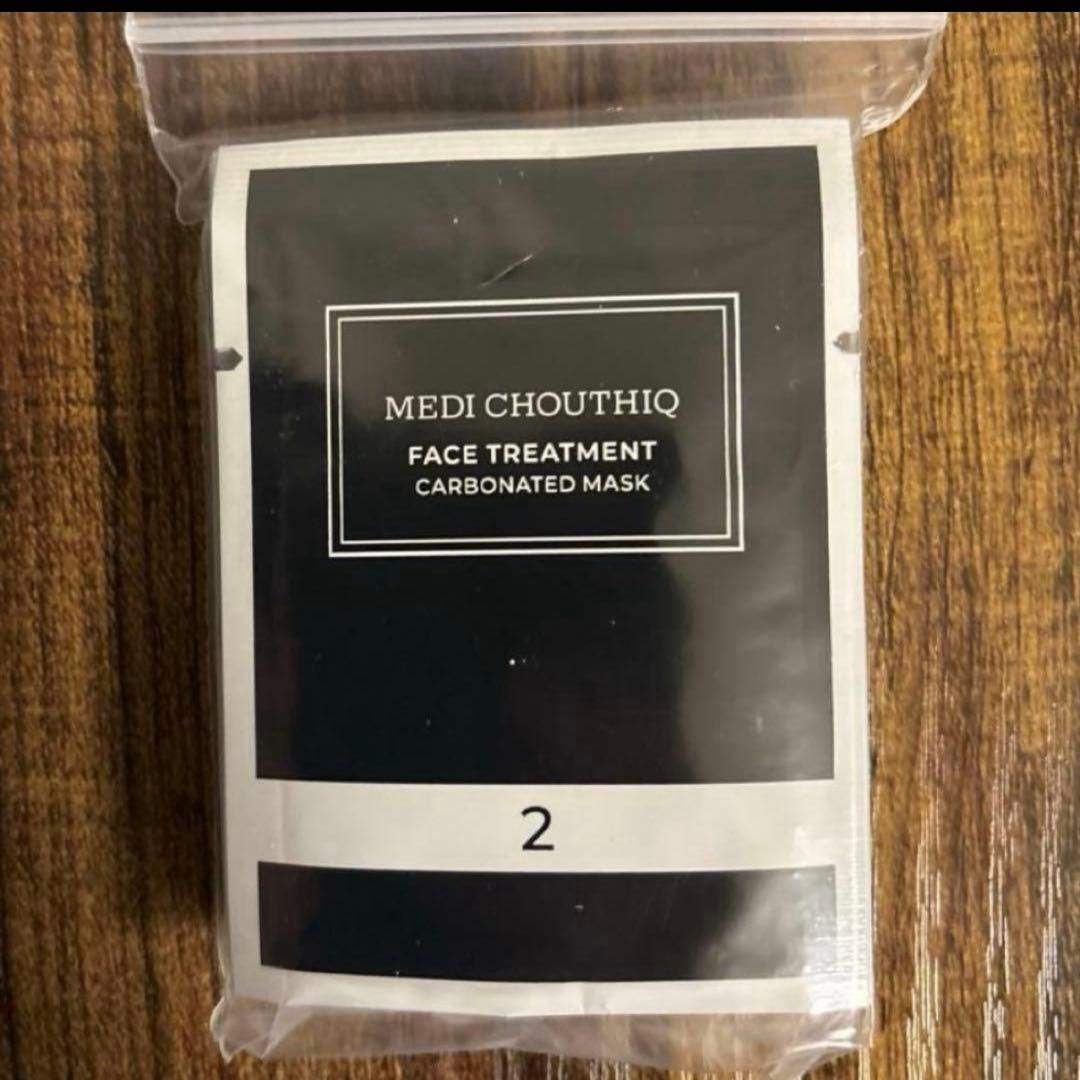 MEDI CHOUTHIQ
FACE TREATMENT
CARBONATED MASK
2